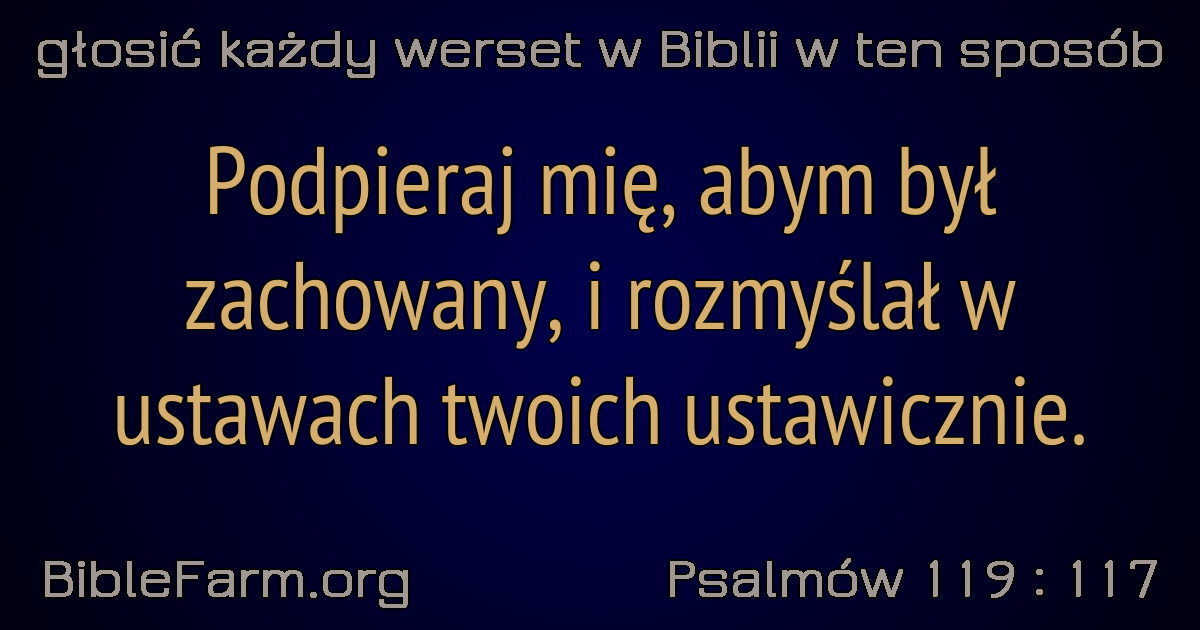 głosić każdy werset w Biblii w ten sposób
Podpieraj mię, abym był
zachowany, i rozmyślał w
ustawach twoich ustawicznie.
BibleFarm.org
Psalmów 119 : 117